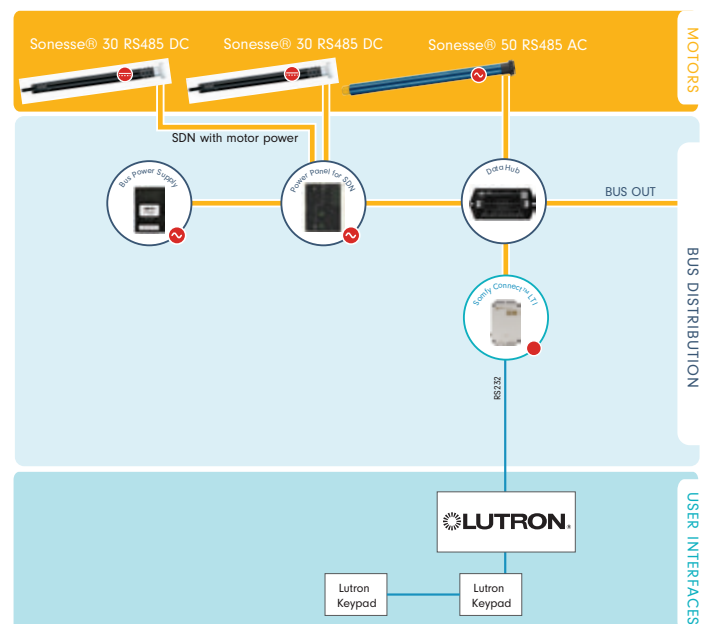 Sonesse® 30 RS485 DC
Sonesse® 30 RS485 DC
Sonesse® 50 RS485 AC
MOTORS
SDN with motor power
Bus Power Supply
Power Panel for SDN
Data Hub
BUS OUT
BUS DISTRIBUTION
Somfy Connect™ LTI
RS232
LUTRON®
USER INTERFACES
Lutron
Keypad
Lutron
Keypad